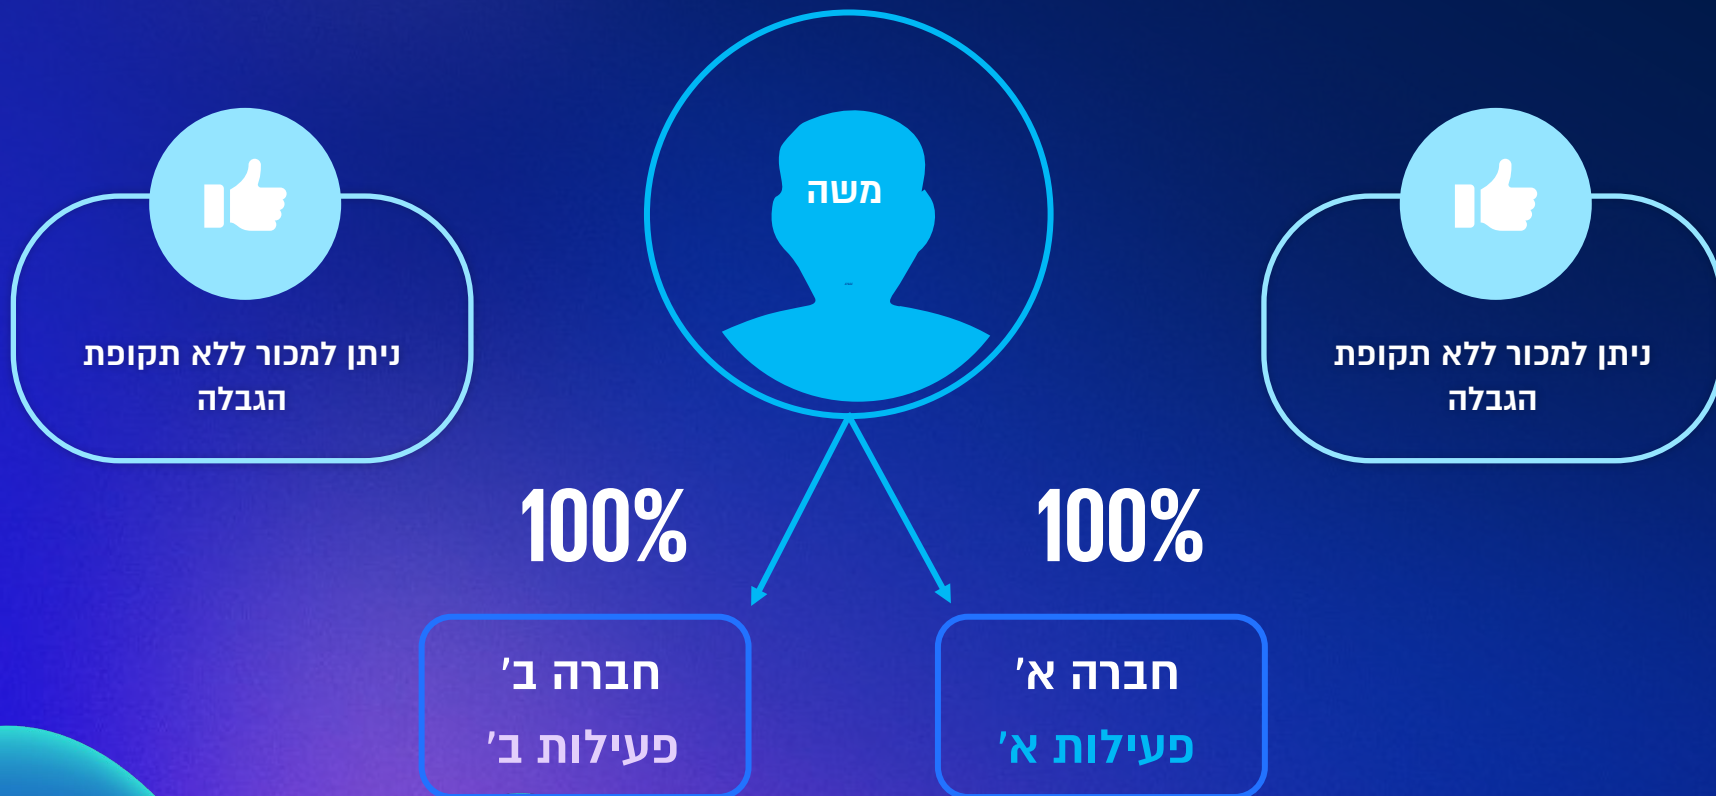 משה
ניתן למכור ללא תקופת
הגבלה
ניתן למכור ללא תקופת
הגבלה
100%
100%
חברה א'
פעילות א'
חברה ב'
פעילות ב'